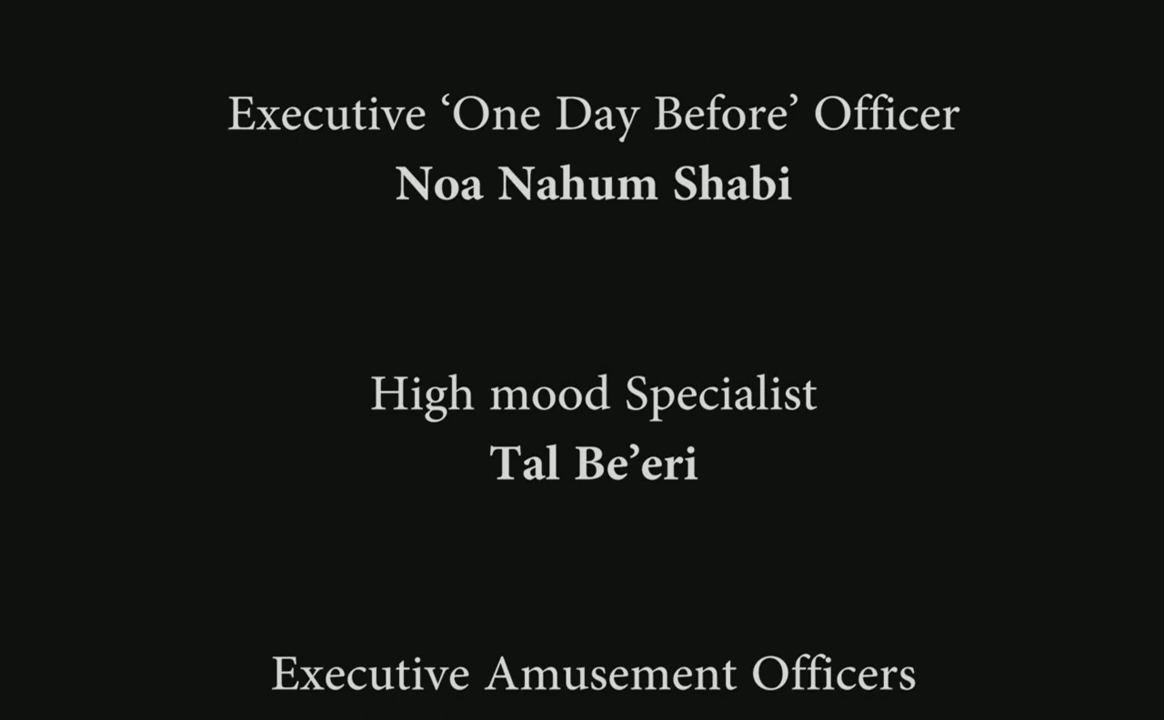 Executive ‘One Day Before’ Officer
Noa Nahum Shabi
High mood Specialist
Tal Be’eri
Executive Amusement Officers